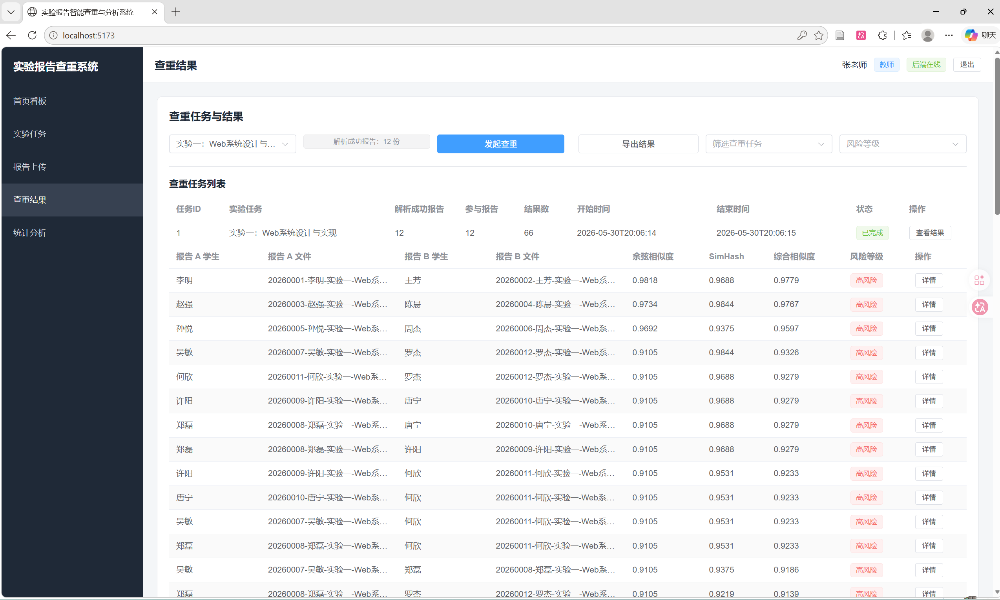 实验报告智能查重与分析系统
localhost:5173
聊天
实验报告查重系统
首页看板
实验任务
报告上传
查重结果
统计分析
查重结果
张老师 教师 后端在线 退出
查重任务与结果
实验一：Web系统设计与… 解析成功报告：12 份 发起查重 导出结果 筛选查重任务 风险等级
查重任务列表
任务ID 实验任务 解析成功报告 参与报告 结果数 开始时间 结束时间 状态 操作
1 实验一：Web系统设计与实现 12 12 66 2026-05-30T20:06:14 2026-05-30T20:06:15 已完成 查看结果
报告 A 学生 报告 A 文件 报告 B 学生 报告 B 文件 余弦相似度 SimHash 综合相似度 风险等级 操作
李明 20260001-李明-实验一-Web系… 王芳 20260002-王芳-实验一-Web系… 0.9818 0.9688 0.9779 高风险 详情
赵强 20260003-赵强-实验一-Web系… 陈晨 20260004-陈晨-实验一-Web系… 0.9734 0.9844 0.9767 高风险 详情
孙悦 20260005-孙悦-实验一-Web系… 周杰 20260006-周杰-实验一-Web系… 0.9692 0.9375 0.9597 高风险 详情
吴敏 20260007-吴敏-实验一-Web系… 罗杰 20260012-罗杰-实验一-Web系… 0.9105 0.9844 0.9326 高风险 详情
何欣 20260011-何欣-实验一-Web系… 罗杰 20260012-罗杰-实验一-Web系… 0.9105 0.9688 0.9279 高风险 详情
许阳 20260009-许阳-实验一-Web系… 唐宁 20260010-唐宁-实验一-Web系… 0.9105 0.9688 0.9279 高风险 详情
郑磊 20260008-郑磊-实验一-Web系… 唐宁 20260010-唐宁-实验一-Web系… 0.9105 0.9688 0.9279 高风险 详情
郑磊 20260008-郑磊-实验一-Web系… 许阳 20260009-许阳-实验一-Web系… 0.9105 0.9688 0.9279 高风险 详情
许阳 20260009-许阳-实验一-Web系… 何欣 20260011-何欣-实验一-Web系… 0.9105 0.9531 0.9233 高风险 详情
唐宁 20260010-唐宁-实验一-Web系… 何欣 20260011-何欣-实验一-Web系… 0.9105 0.9531 0.9233 高风险 详情
吴敏 20260007-吴敏-实验一-Web系… 何欣 20260011-何欣-实验一-Web系… 0.9105 0.9531 0.9233 高风险 详情
郑磊 20260008-郑磊-实验一-Web系… 何欣 20260011-何欣-实验一-Web系… 0.9105 0.9531 0.9233 高风险 详情
吴敏 20260007-吴敏-实验一-Web系… 郑磊 20260008-郑磊-实验一-Web系… 0.9105 0.9375 0.9186 高风险 详情
郑磊 20260008-郑磊-实验一-Web系… 罗杰 20260012-罗杰-实验一-Web系… 0.9105 0.9219 0.9139 高风险 详情